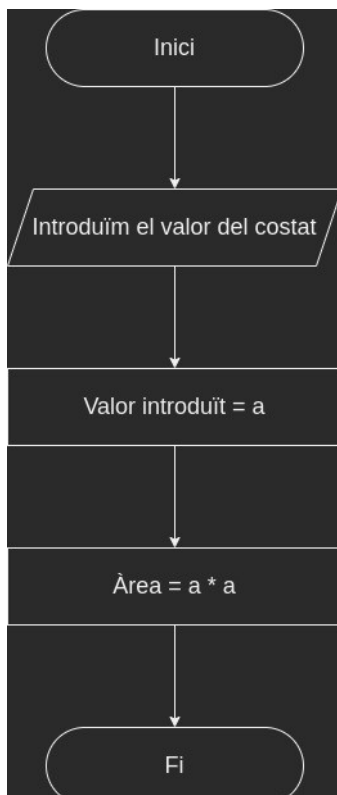 Inici
Introduïm el valor del costat
Valor introduït = a
Àrea = a * a
Fi